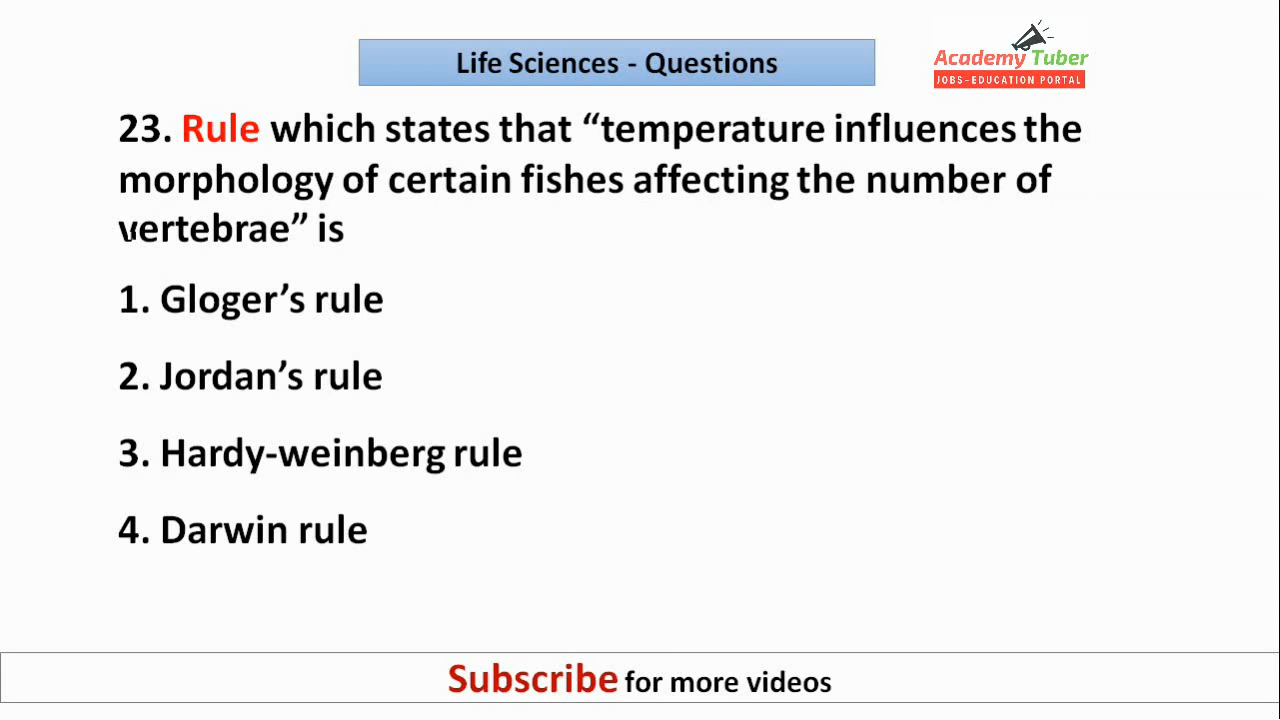 Life Sciences - Questions
Academy Tuber
JOBS-EDUCATION PORTAL
23. Rule which states that “temperature influences the
morphology of certain fishes affecting the number of
vertebrae” is
1. Gloger’s rule
2. Jordan’s rule
3. Hardy-weinberg rule
4. Darwin rule
Subscribe for more videos